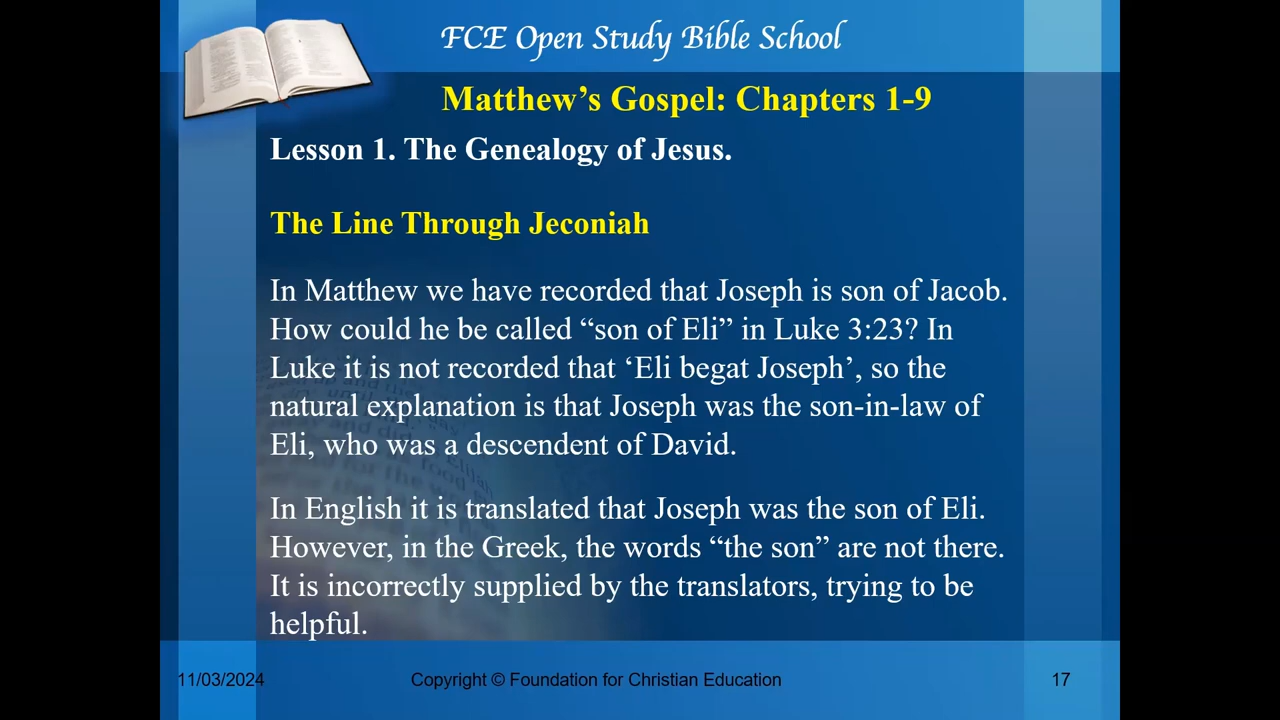 FCE Open Study Bible School
Matthew’s Gospel: Chapters 1-9
Lesson 1. The Genealogy of Jesus.
The Line Through Jeconiah
In Matthew we have recorded that Joseph is son of Jacob.
How could he be called “son of Eli” in Luke 3:23? In
Luke it is not recorded that ‘Eli begat Joseph’, so the
natural explanation is that Joseph was the son-in-law of
Eli, who was a descendent of David.
In English it is translated that Joseph was the son of Eli.
However, in the Greek, the words “the son” are not there.
It is incorrectly supplied by the translators, trying to be
helpful.
11/03/2024
Copyright © Foundation for Christian Education
17